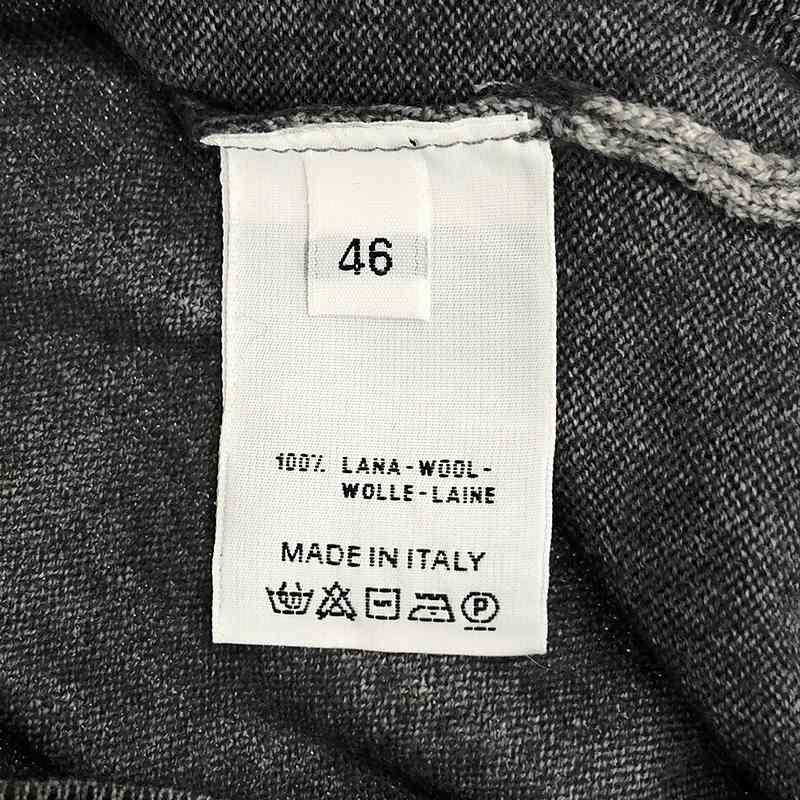 46
100% LANA-WOOL-
WOLLE-LAINE
MADE IN ITALY
P